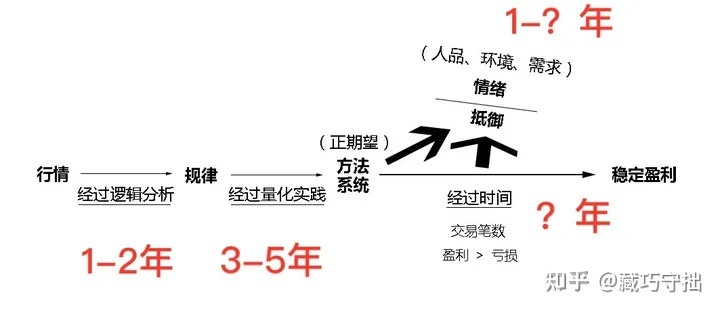 1-? 年
(人品、环境、需求)
情绪
抵御
(正期望)
行情
经过逻辑分析
规律
经过量化实践
方法
系统
经过时间
稳定盈利
交易笔数
盈利 > 亏损
1-2年
3-5年
? 年
知乎 @藏巧守拙